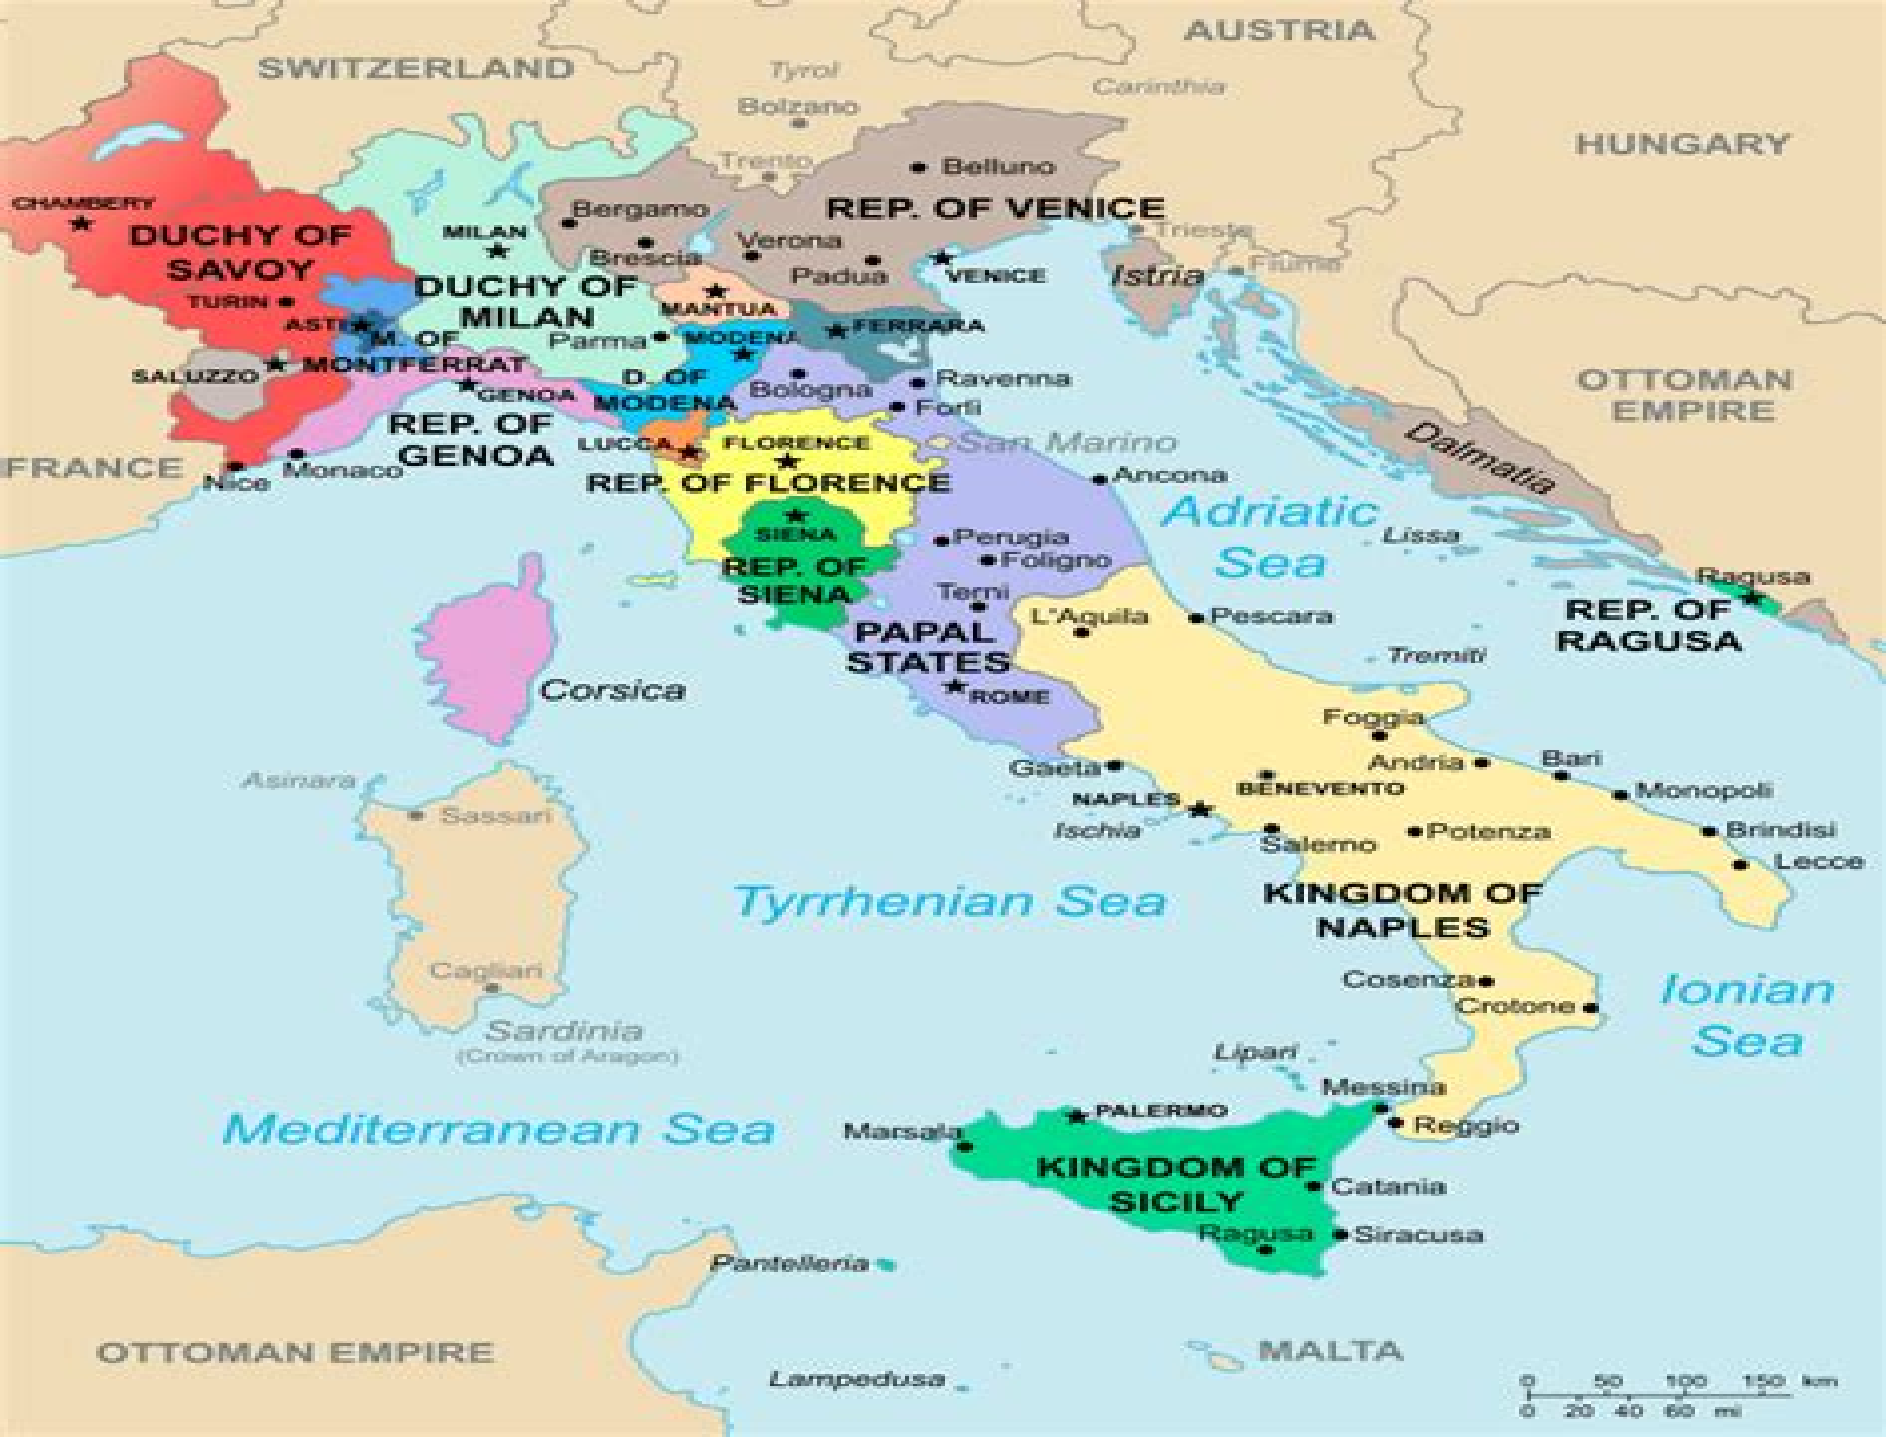 AUSTRIA
SWITZERLAND
Tyrol
Carinthia
Bolzano
HUNGARY
Trento
Belluno
CHAMBERY
Bergamo
REP. OF VENICE
DUCHY OF
SAVOY
MILAN
Verona
Trieste
Brescia
Padua
VENICE
Istria
Fiume
DUCHY OF
MILAN
TURIN
MANTUA
ASTI
M. OF
MONTFERRAT
Parma
MODENA
FERRARA
SALUZZO
GENOA
D. OF
MODENA
Bologna
Ravenna
OTTOMAN
EMPIRE
Forlì
REP. OF
GENOA
LUCCA
FLORENCE
San Marino
Dalmatia
FRANCE
Nice
Monaco
REP. OF FLORENCE
Ancona
Adriatic
Sea
SIENA
Perugia
Lissa
REP. OF
SIENA
Foligno
Terni
Ragusa
L'Aquila
Pescara
REP. OF
RAGUSA
PAPAL
STATES
Tremiti
Corsica
ROME
Foggia
Asinara
Gaeta
Andria
Bari
NAPLES
BENEVENTO
Monopoli
Sassari
Ischia
Salerno
Potenza
Brindisi
Lecce
Tyrrhenian Sea
KINGDOM OF
NAPLES
Cagliari
Cosenza
Crotone
Ionian
Sea
Sardinia
(Crown of Aragon)
Lipari
Messina
Mediterranean Sea
Marsala
PALERMO
Reggio
KINGDOM OF
SICILY
Catania
Ragusa
Siracusa
Pantelleria
OTTOMAN EMPIRE
MALTA
Lampedusa
0 50 100 150 km
0 20 40 60 mi